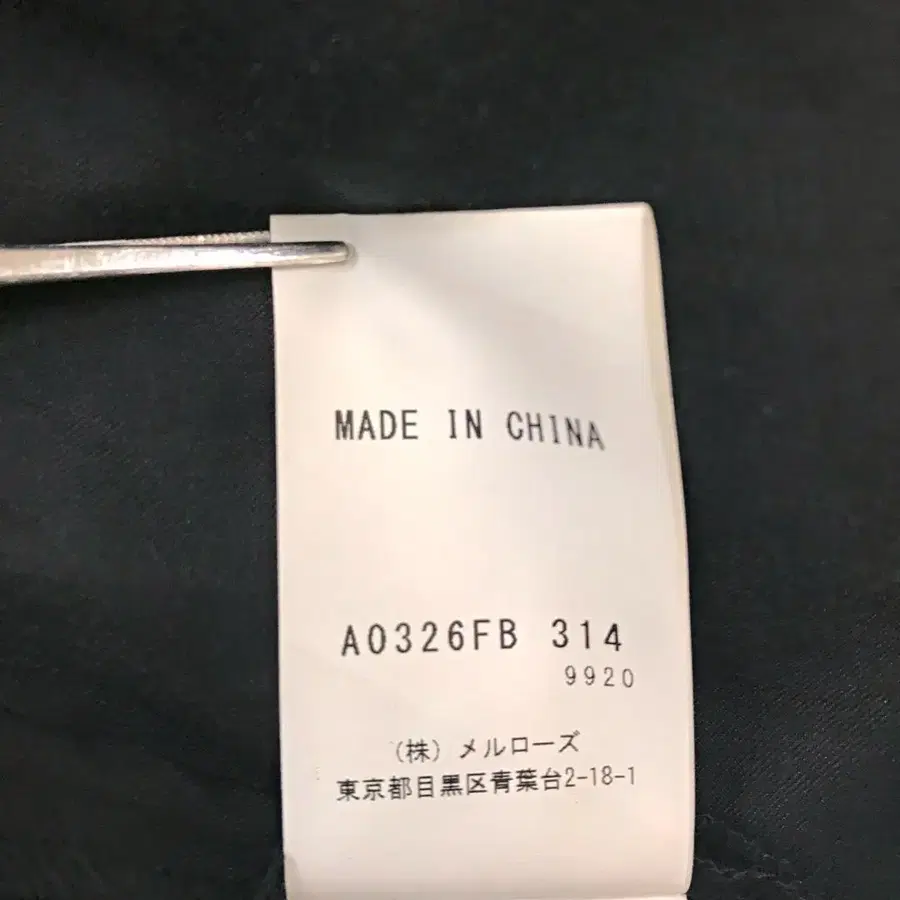 MADE IN CHINA
A0326FB 314
9920
(株) メルローズ
東京都目黒区青葉台2-18-1